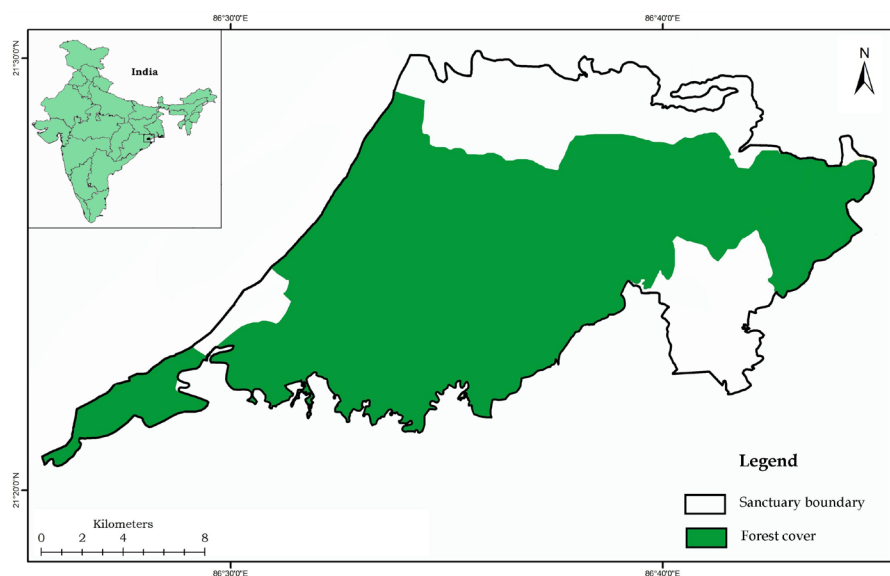 86°30'0"E
86°40'0"E
21°30'0"N
India
N
21°20'0"N
Legend
Sanctuary boundary
Forest cover
Kilometers
0 2 4 6 8
86°30'0"E
86°40'0"E